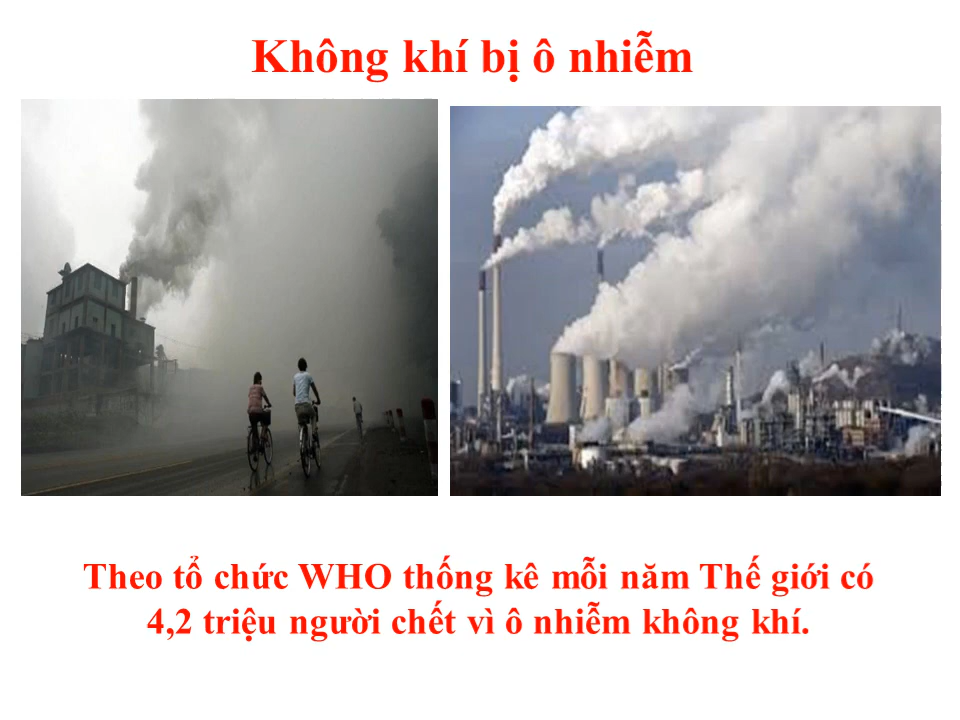 Không khí bị ô nhiễm
Theo tổ chức WHO thống kê mỗi năm Thế giới có
4,2 triệu người chết vì ô nhiễm không khí.